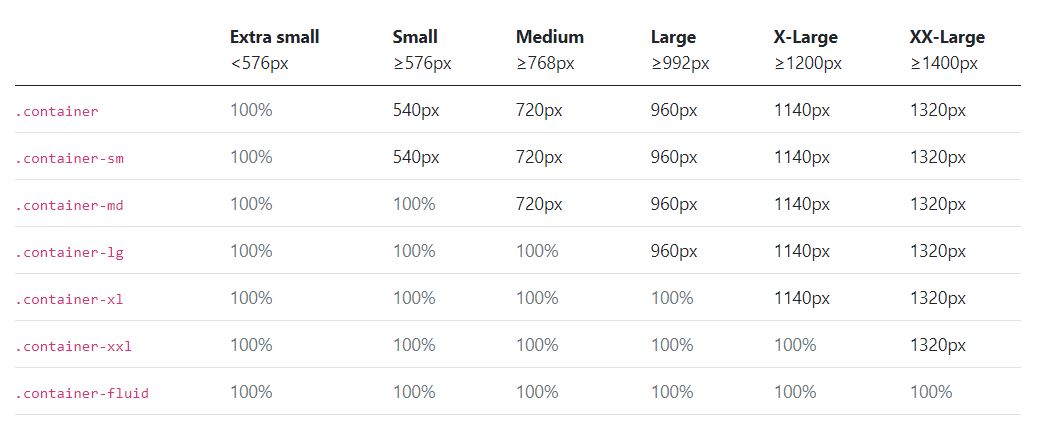 Extra small Small Medium Large X-Large XX-Large
<576px ≥576px ≥768px ≥992px ≥1200px ≥1400px
.container 100% 540px 720px 960px 1140px 1320px
.container-sm 100% 540px 720px 960px 1140px 1320px
.container-md 100% 100% 720px 960px 1140px 1320px
.container-lg 100% 100% 100% 960px 1140px 1320px
.container-xl 100% 100% 100% 100% 1140px 1320px
.container-xxl 100% 100% 100% 100% 100% 1320px
.container-fluid 100% 100% 100% 100% 100% 100%